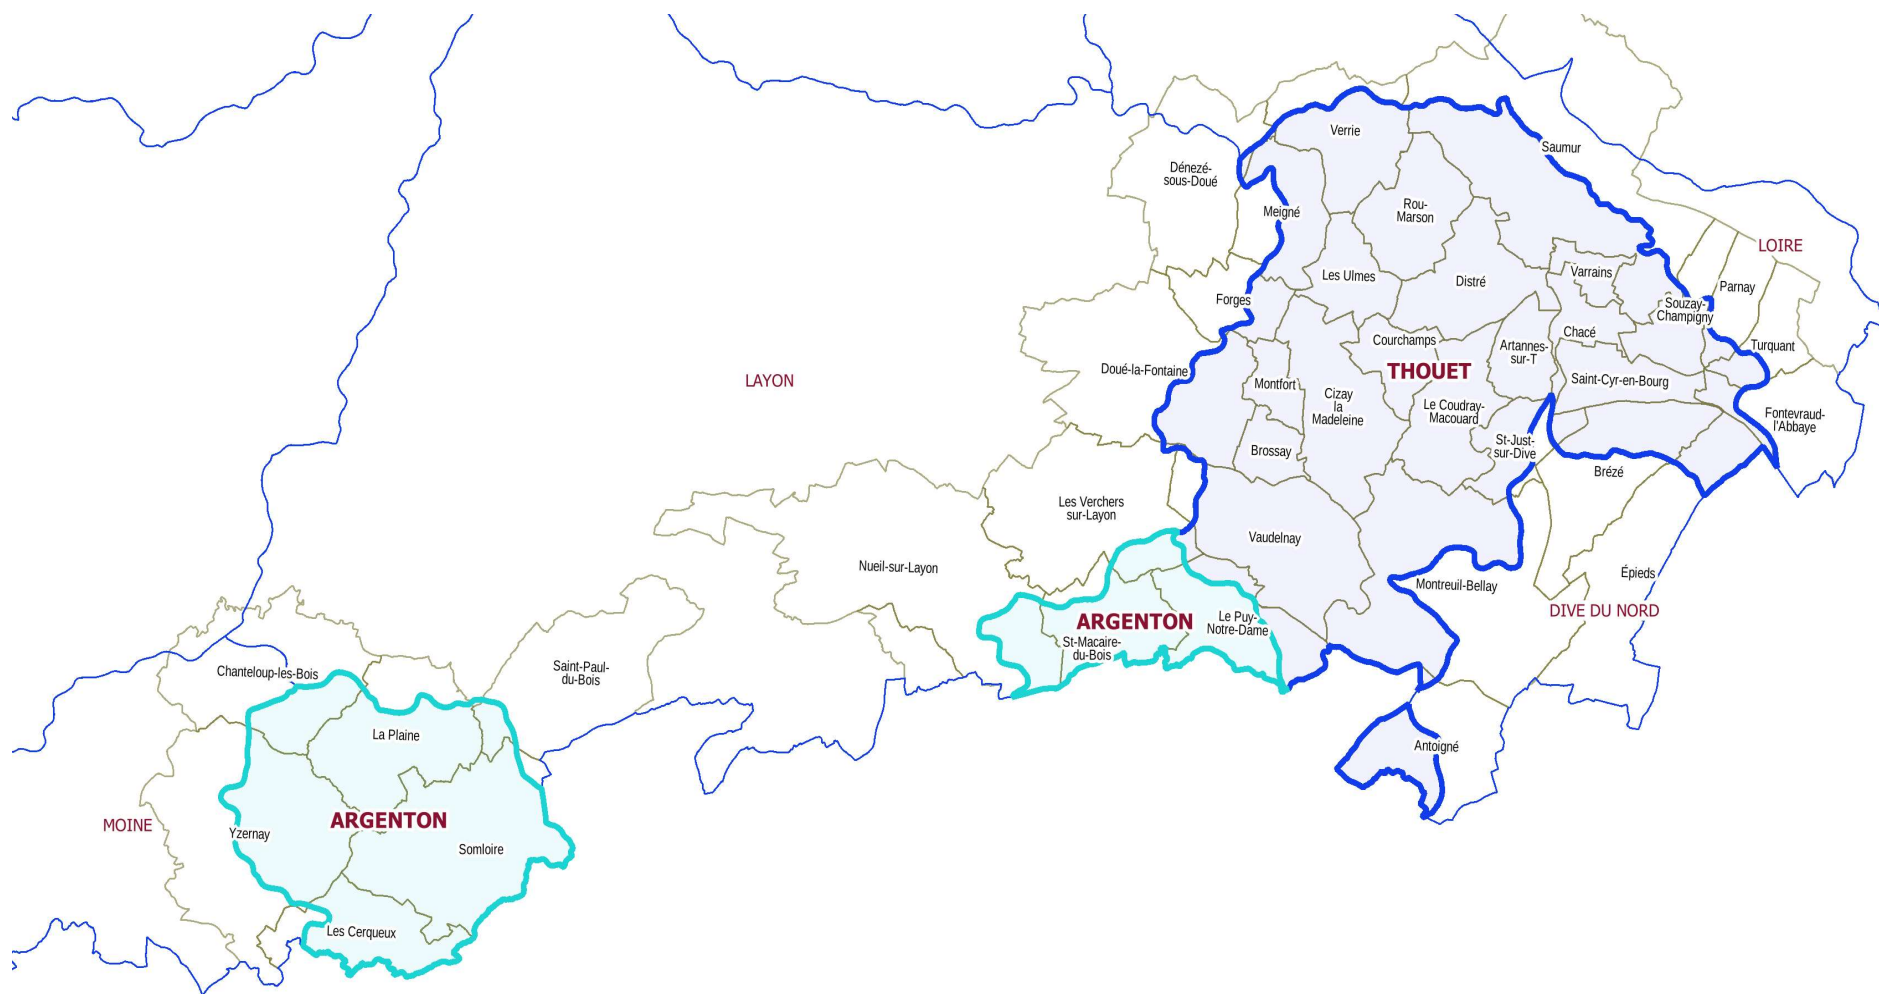 Verrie
Saumur
Dénezé-
sous-Doué
Meigné
Rou-
Marson
LOIRE
Les Ulmes
Distré
Varrains
Parnay
Forges
Souzay-
Champigny
Chacé
Courchamps
Turquant
Artannes-
sur-T
Doué-la-Fontaine
THOUET
LAYON
Montfort
Saint-Cyr-en-Bourg
Cizay
la
Madeleine
Le Coudray-
Macouard
Fontevraud-
l'Abbaye
St-Just-
sur-Dive
Brossay
Brézé
Les Verchers
sur-Layon
Vaudelnay
Nueil-sur-Layon
Épieds
Montreuil-Bellay
DIVE DU NORD
ARGENTON
Le Puy-
Notre-Dame
St-Macaire-
du-Bois
Saint-Paul-
du-Bois
Chanteloup-les-Bois
La Plaine
Antoigné
ARGENTON
MOINE
Yzernay
Somloire
Les Cerqueux